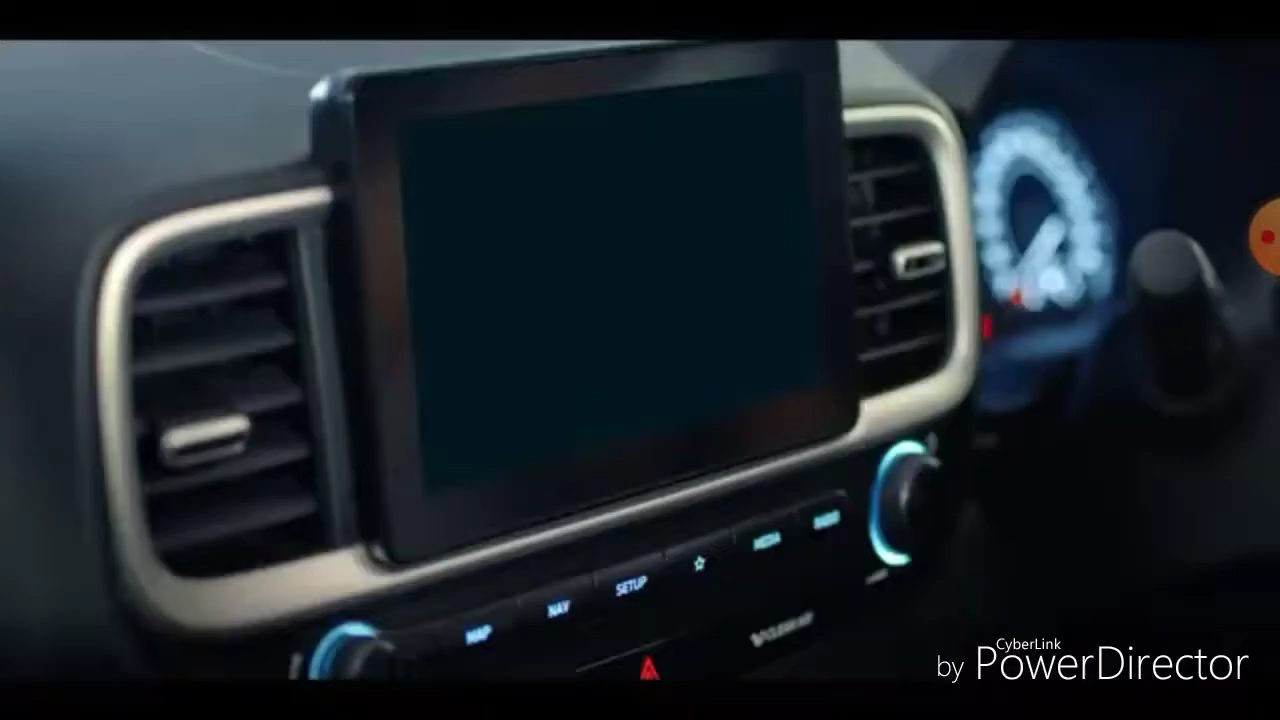 RADIO
MEDIA
SETUP
NAV
MAP
CyberLink
by PowerDirector